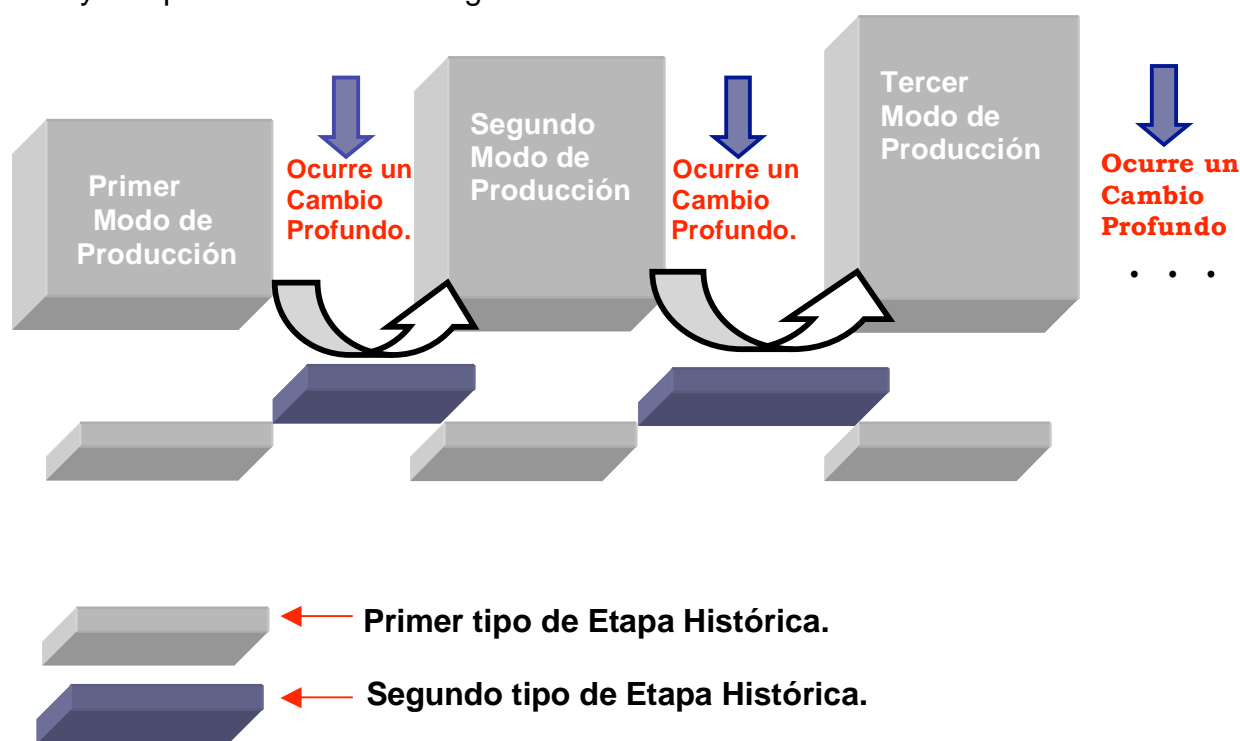 Primer
Modo de
Producción
Ocurre un
Cambio
Profundo.
Segundo
Modo de
Producción
Ocurre un
Cambio
Profundo.
Tercer
Modo de
Producción
Ocurre un
Cambio
Profundo
. . .
Primer tipo de Etapa Histórica.
Segundo tipo de Etapa Histórica.